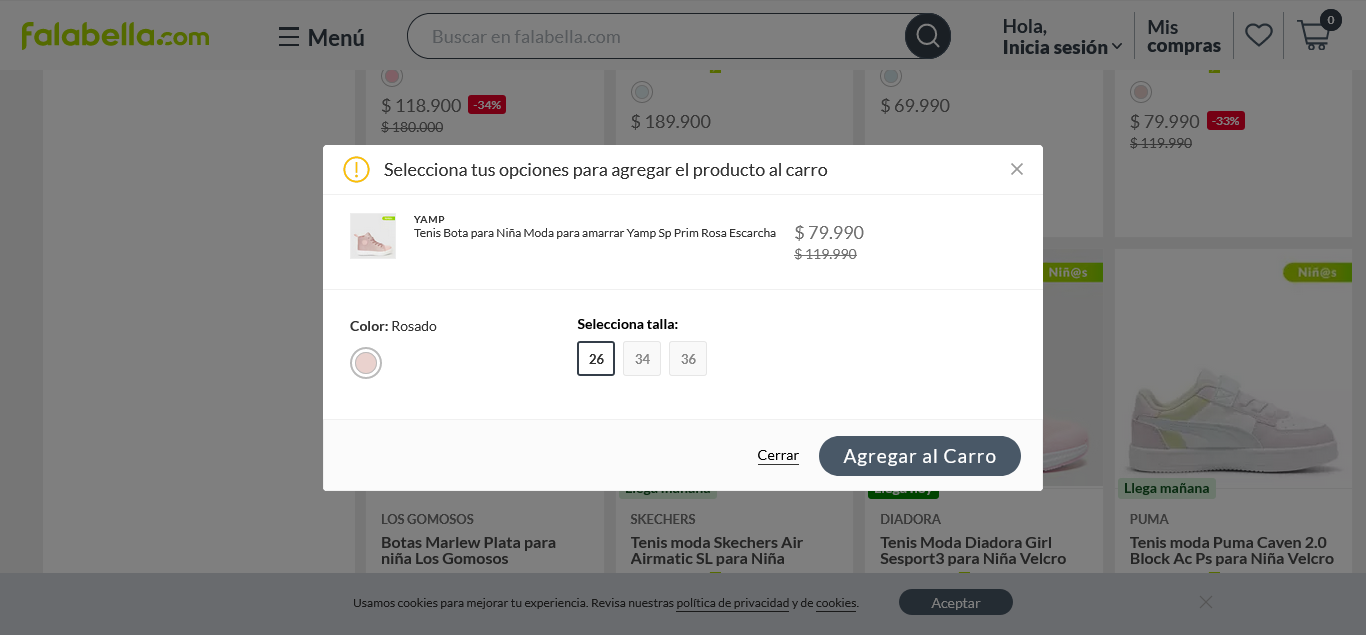 falabella.com
Menú
Buscar en falabella.com
Hola,
Inicia sesión
Mis
compras
0
$ 118.900 -34%
$ 180.000
$ 189.900
$ 69.990
$ 79.990 -33%
$ 119.990
Selecciona tus opciones para agregar el producto al carro
YAMP
Tenis Bota para Niña Moda para amarrar Yamp Sp Prim Rosa Escarcha
$ 79.990
$ 119.990
Niñ@s
Niñ@s
Color: Rosado
Selecciona talla:
26
34
36
Cerrar
Agregar al Carro
Llega mañana
Llega hoy
Llega mañana
LOS GOMOSOS
Botas Marlew Plata para
niña Los Gomosos
SKECHERS
Tenis moda Skechers Air
Airmatic SL para Niña
DIADORA
Tenis Moda Diadora Girl
Sesport3 para Niña Velcro
PUMA
Tenis moda Puma Caven 2.0
Block Ac Ps para Niña Velcro
Usamos cookies para mejorar tu experiencia. Revisa nuestras política de privacidad y de cookies.
Aceptar